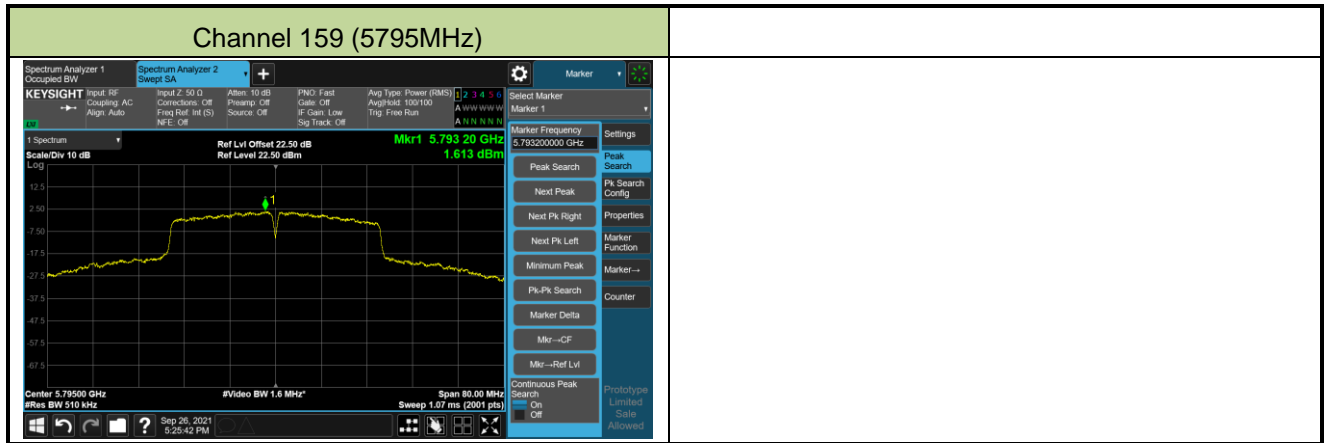 Channel 159 (5795MHz)
Spectrum Analyzer 1
Occupied BW
Spectrum Analyzer 2
Swept SA
Marker
KEYSIGHT
Input: RF
Coupling: AC
Align: Auto
Input Z: 50 Ω
Corrections: Off
Freq Ref: Int (S)
NFE: Off
Atten: 10 dB
Preamp: Off
Source: Off
PNO: Fast
Gate: Off
IF Gain: Low
Sig Track: Off
Avg Type: Power (RMS)
Avg|Hold: 100/100
Trig: Free Run
1 2 3 4 5 6
A W W W W W
A N N N N N
Select Marker
Marker 1
LVI
1 Spectrum
Scale/Div 10 dB
Log
Ref Lvl Offset 22.50 dB
Ref Level 22.50 dBm
Mkr1 5.793 20 GHz
1.613 dBm
12.5
2.50
-7.50
-17.5
-27.5
-37.5
-47.5
-57.5
-67.5
1
Center 5.79500 GHz
#Res BW 510 kHz
#Video BW 1.6 MHz*
Span 80.00 MHz
Sweep 1.07 ms (2001 pts)
Marker Frequency
5.793200000 GHz
Peak Search
Next Peak
Next Pk Right
Next Pk Left
Minimum Peak
Pk-Pk Search
Marker Delta
Mkr→CF
Mkr→Ref Lvl
Continuous Peak
Search
On
Off
Settings
Peak
Search
Pk Search
Config
Properties
Marker
Function
Marker→
Counter
Prototype
Limited
Sale
Allowed
?
Sep 26, 2021
5:25:42 PM